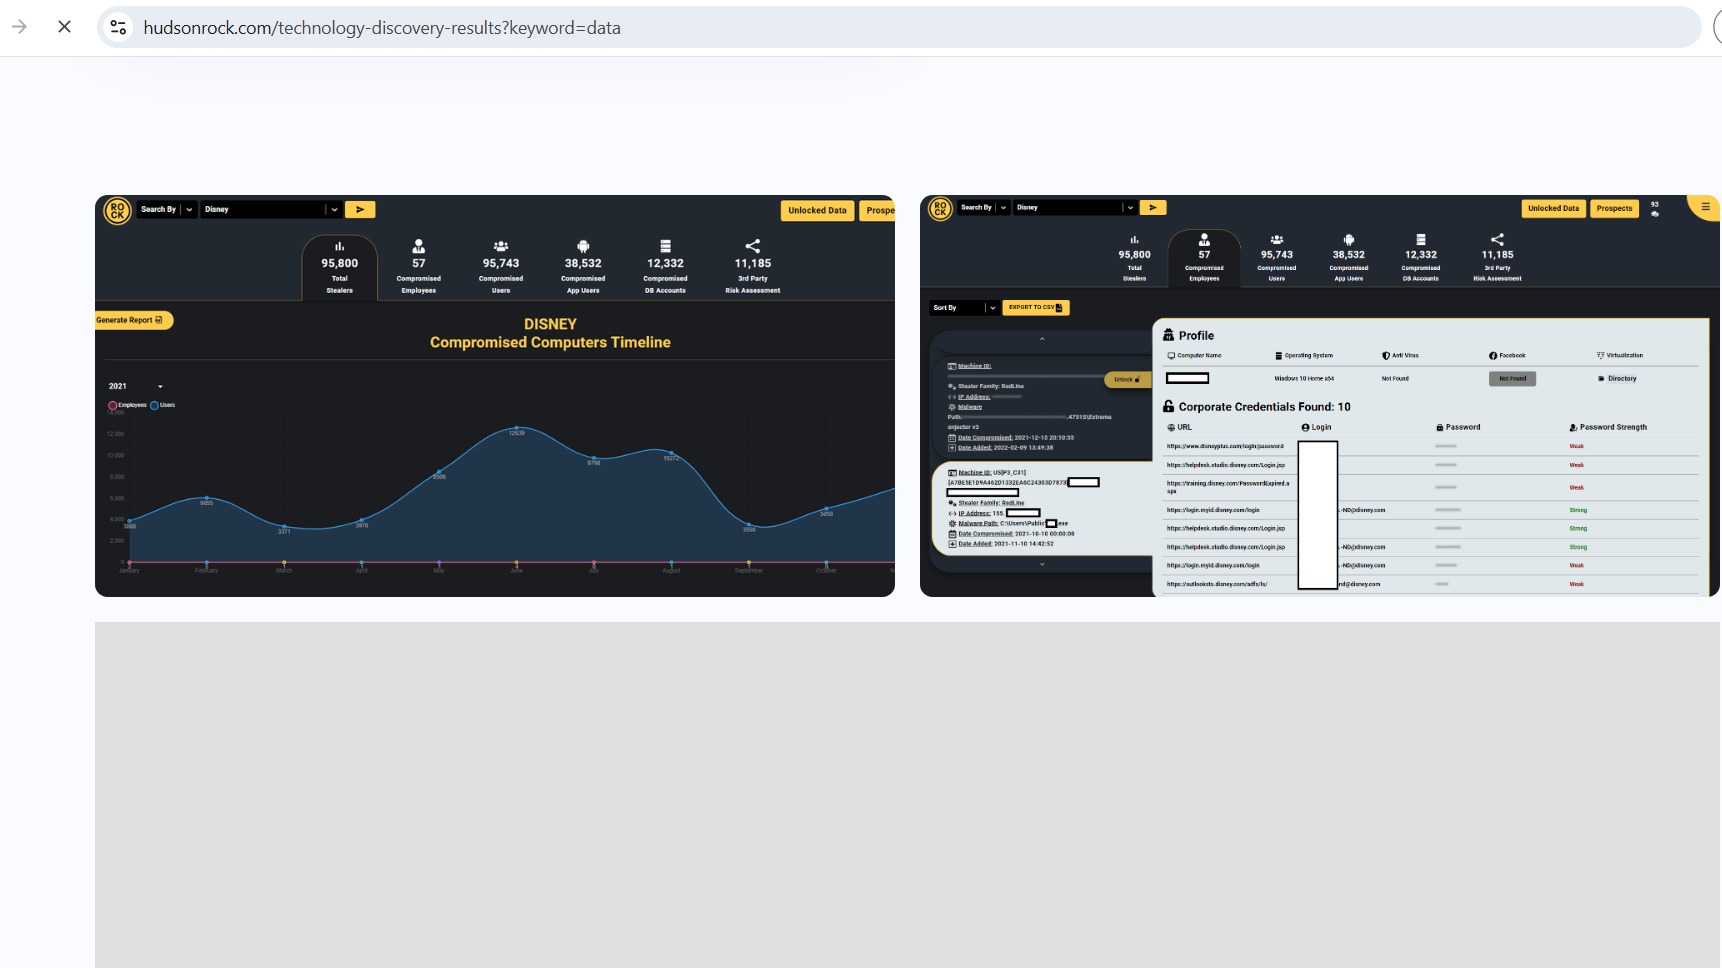 hudsonrock.com/technology-discovery-results?keyword=data
RO
CK
Search By
Disney
Unlocked Data
Prospe
95,800
Total
Stealers
57
Compromised
Employees
95,743
Compromised
Users
38,532
Compromised
App Users
12,332
Compromised
DB Accounts
11,185
3rd Party
Risk Assessment
Generate Report
DISNEY
Compromised Computers Timeline
2021
Employees
Users
14,000
12,000
10,000
8,000
6,000
4,000
2,000
0
12639
9798
6055
3371
3976
January
February
March
April
May
June
July
August
September
October
N
RO
CK
Search By
Disney
Unlocked Data
Prospects
93
95,800
Total
Stealers
57
Compromised
Employees
95,743
Compromised
Users
38,532
Compromised
App Users
12,332
Compromised
DB Accounts
11,185
3rd Party
Risk Assessment
Sort By
EXPORT TO CSV
Machine ID:
Unlock
Stealer Family: RedLine
IP Address:
Malware
Path: .47515\Extreme
enjector v3
Date Compromised: 2021-12-15 20:10:55
Date Added: 2022-02-09 13:49:38
Machine ID: US[P3_C31]
Stealer Family: RedLine
IP Address: 155.
Malware Path: C:\Users\Public\ exe
Date Compromised: 2021-10-10 00:00:00
Date Added: 2021-11-10 14:42:52
Profile
Computer Name
Operating System
Anti Virus
Facebook
Virtualization
Windows 10 Home x64
Not Found
Not Found
Directory
Corporate Credentials Found: 10
URL
Login
Password
Password Strength
https://www.disneyplus.com/login/password
Weak
https://helpdesk.studio.disney.com/Login.jsp
Weak
https://training.disney.com/PasswordExpired.a
spx
Weak
https://login.myid.disney.com/login
.-ND@disney.com
Strong
https://helpdesk.studio.disney.com/Login.jsp
Strong
https://helpdesk.studio.disney.com/Login.jsp
.-ND@disney.com
Strong
https://login.myid.disney.com/login
.-ND@disney.com
Weak
https://outlooksts.disney.com/adfs/ls/
nd@disney.com
Weak